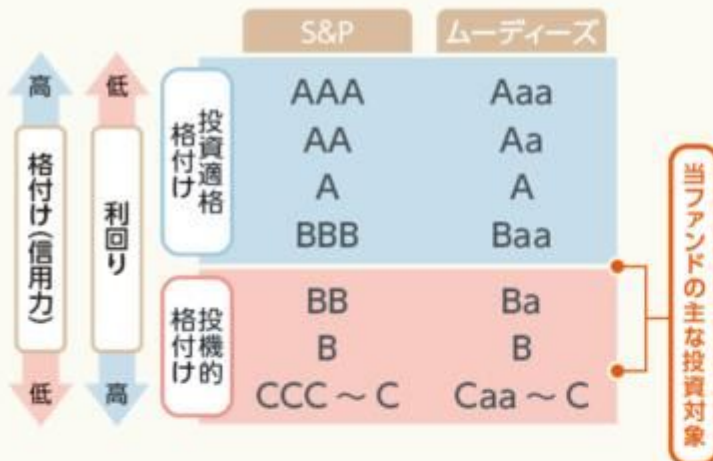 S&P ムーディーズ
高 低
格付け(信用力)
利回り
低 高
投資適格
格付け
AAA Aaa
AA Aa
A A
BBB Baa
投機的
格付け
BB Ba
B B
CCC ～ C Caa ～ C
当ファンドの主な投資対象